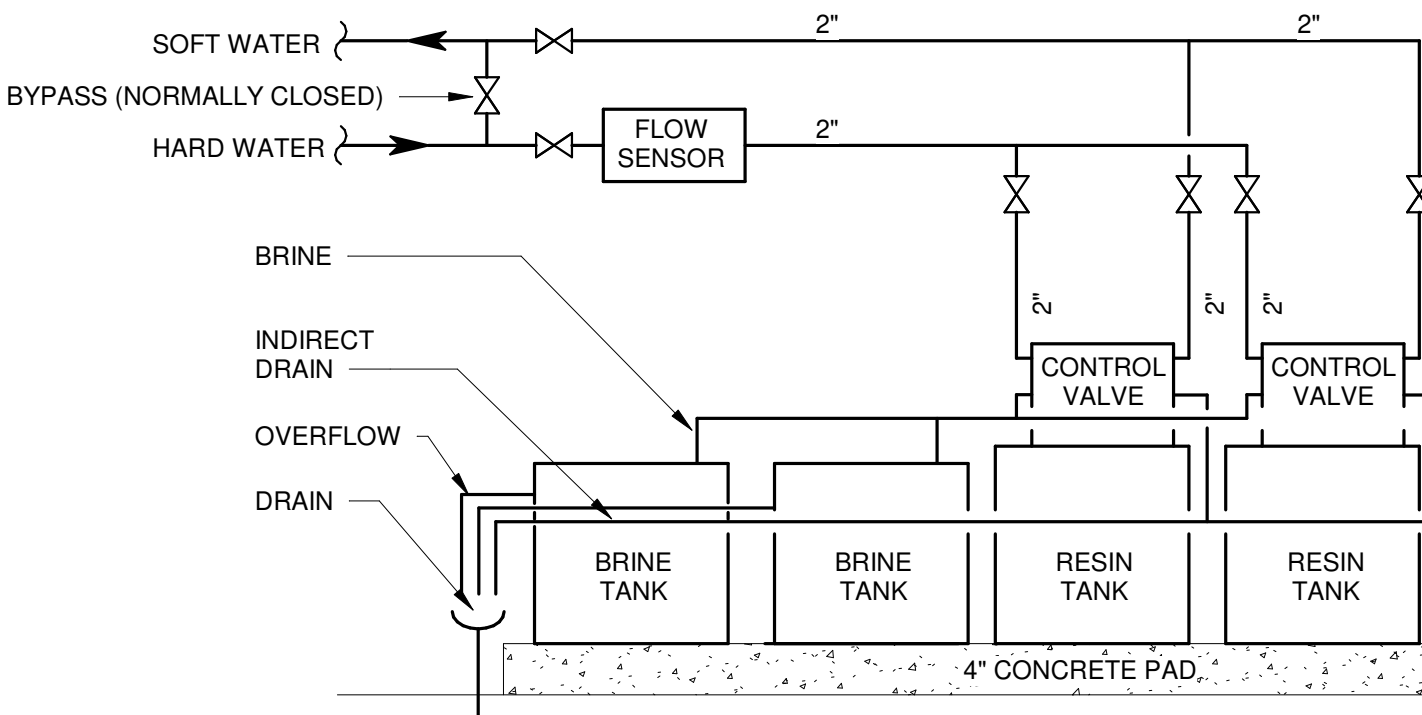 2" 2"
SOFT WATER
BYPASS (NORMALLY CLOSED)
HARD WATER
FLOW
SENSOR
2"
BRINE
2" 2" 2"
INDIRECT
DRAIN
CONTROL
VALVE
CONTROL
VALVE
OVERFLOW
DRAIN
BRINE
TANK
BRINE
TANK
RESIN
TANK
RESIN
TANK
4" CONCRETE PAD